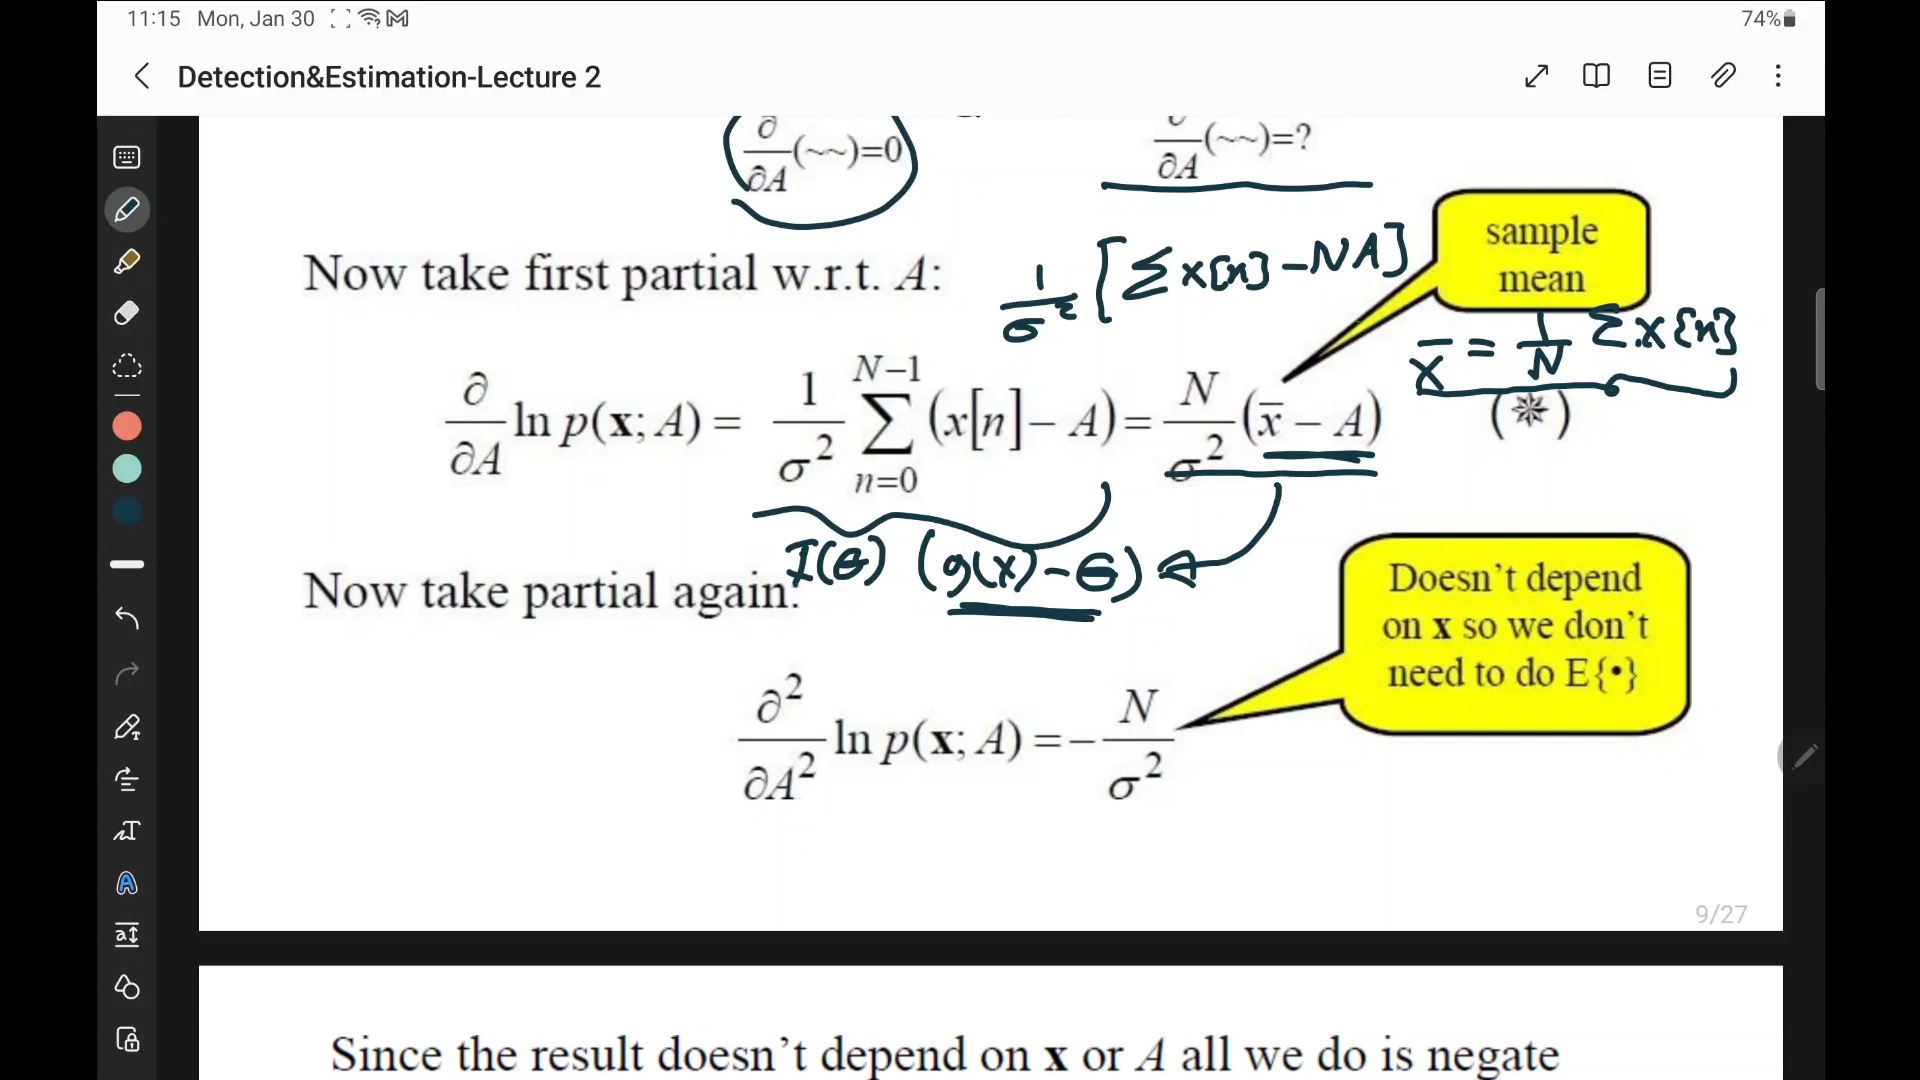 11:15 Mon, Jan 30 74%
Detection&Estimation-Lecture 2
∂/∂A (~~)=0
∂/∂A (~~)=?
sample
mean
Now take first partial w.r.t. A:
1/σ² [Σ x[n] - NA]
x̄ = 1/N Σ x[n]
∂/∂A ln p(x; A) = 1/σ² Σ_{n=0}^{N-1} (x[n] - A) = N/σ² (x̄ - A) (*)
I(θ) (g(x) - θ)
Now take partial again:
Doesn't depend
on x so we don't
need to do E{•}
∂²/∂A² ln p(x; A) = - N/σ²
9/27
Since the result doesn't depend on x or A all we do is negate